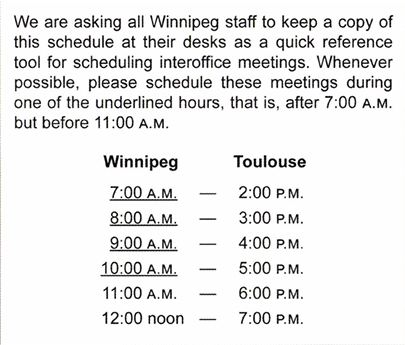 We are asking all Winnipeg staff to keep a copy of
this schedule at their desks as a quick reference
tool for scheduling interoffice meetings. Whenever
possible, please schedule these meetings during
one of the underlined hours, that is, after 7:00 A.M.
but before 11:00 A.M.
Winnipeg Toulouse
7:00 A.M. — 2:00 P.M.
8:00 A.M. — 3:00 P.M.
9:00 A.M. — 4:00 P.M.
10:00 A.M. — 5:00 P.M.
11:00 A.M. — 6:00 P.M.
12:00 noon — 7:00 P.M.